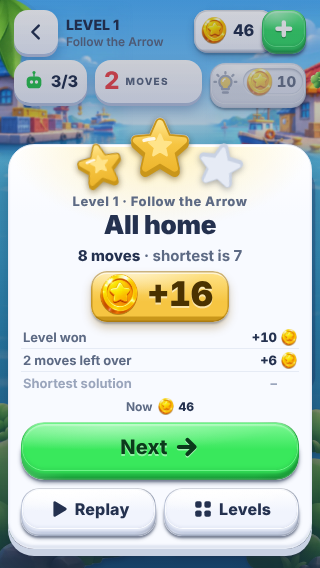 LEVEL 1
Follow the Arrow
46
3/3
2 MOVES
10
Level 1 · Follow the Arrow
All home
8 moves · shortest is 7
+16
Level won +10
2 moves left over +6
Shortest solution –
Now 46
Next
Replay
Levels